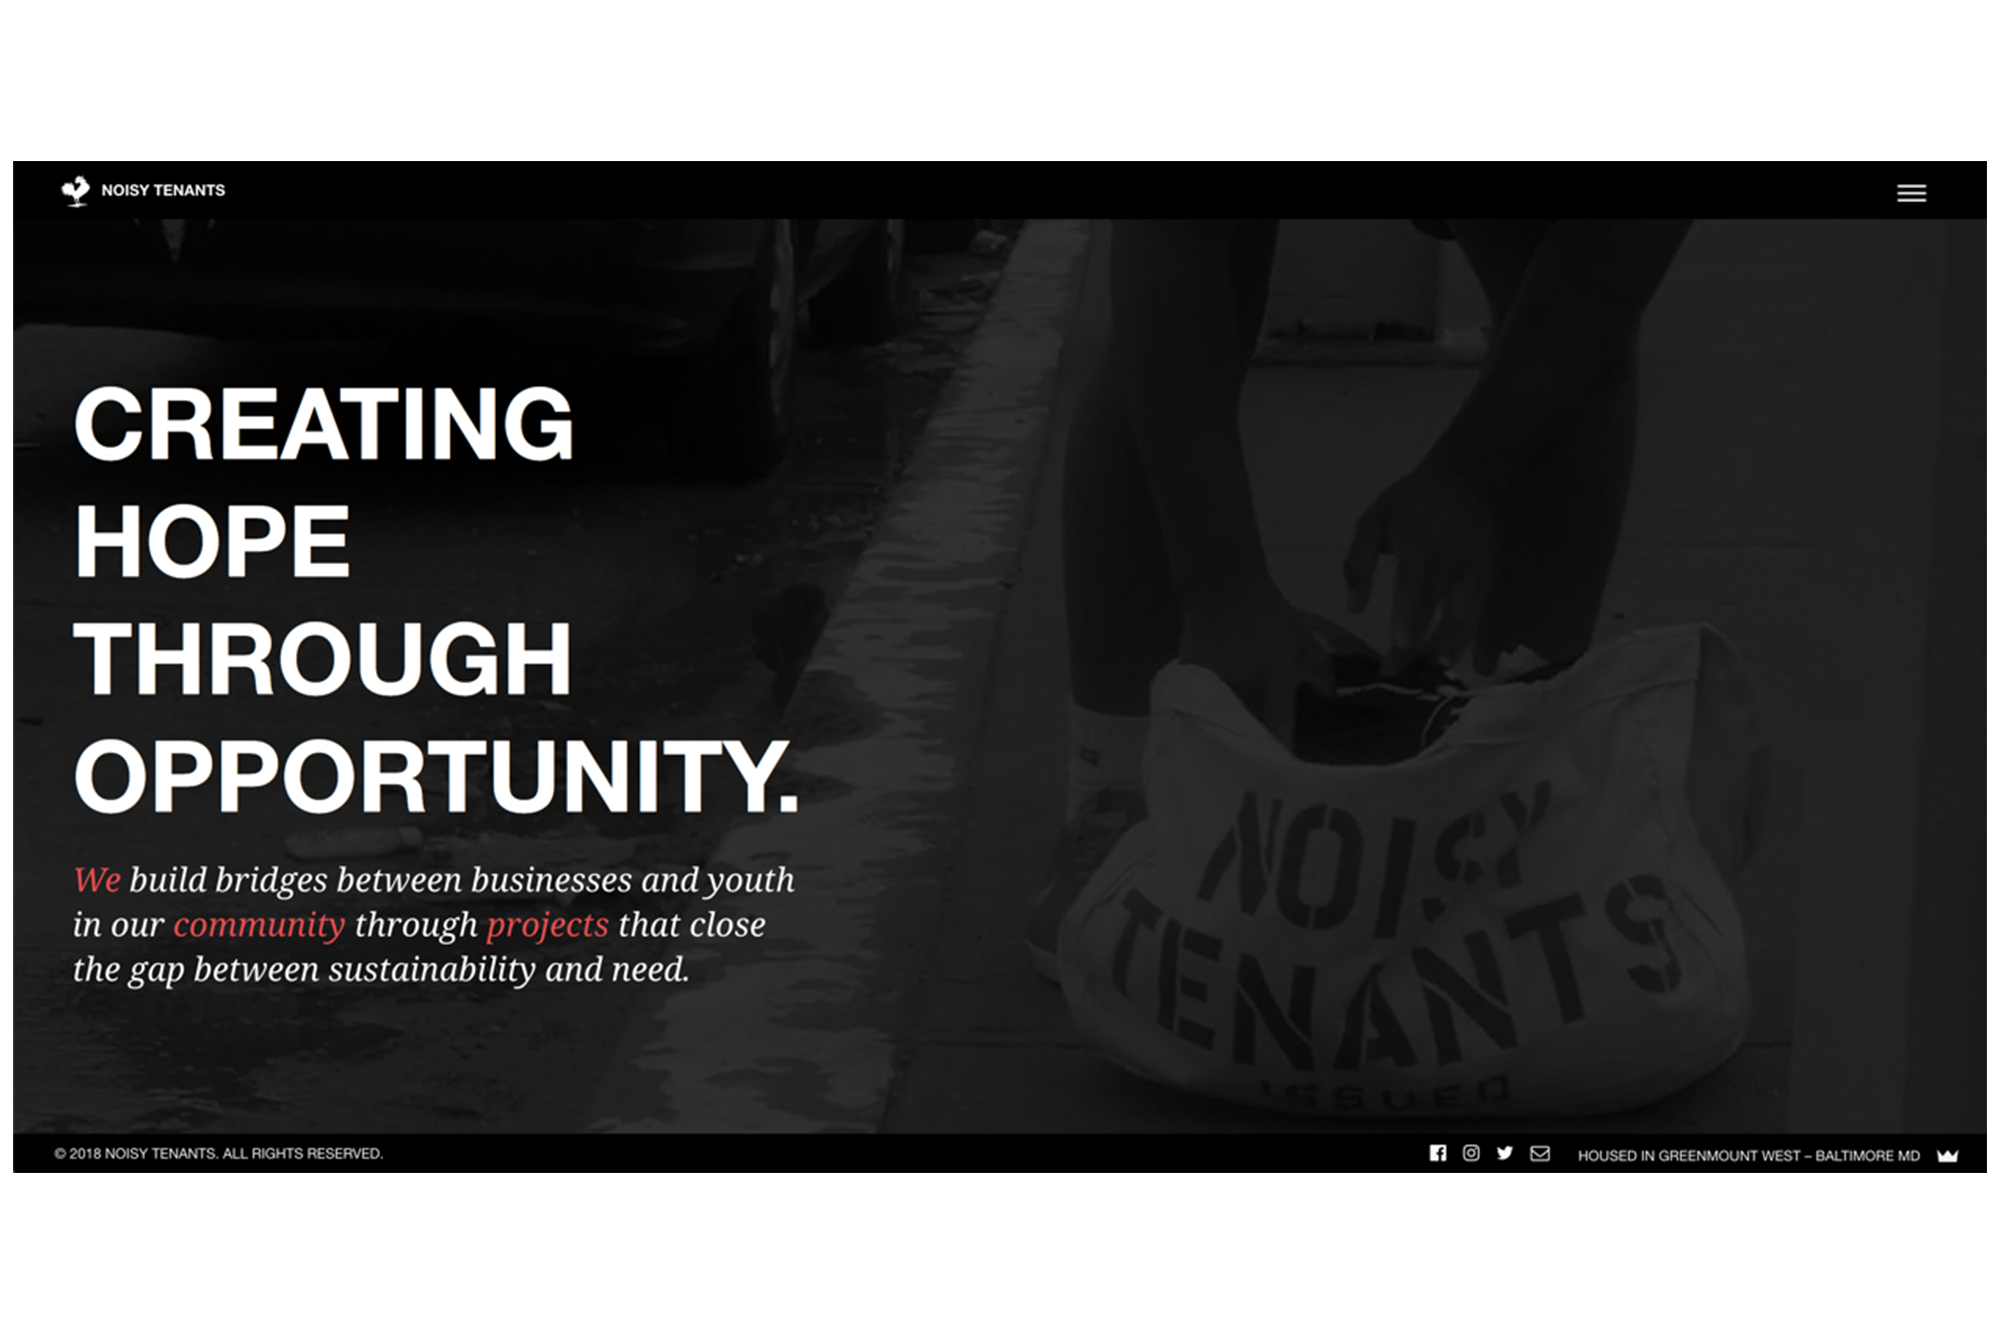 NOISY TENANTS
CREATING
HOPE
THROUGH
OPPORTUNITY.
We build bridges between businesses and youth
in our community through projects that close
the gap between sustainability and need.
NOISY
TENANTS
ISSUED
© 2018 NOISY TENANTS. ALL RIGHTS RESERVED.
HOUSED IN GREENMOUNT WEST – BALTIMORE MD